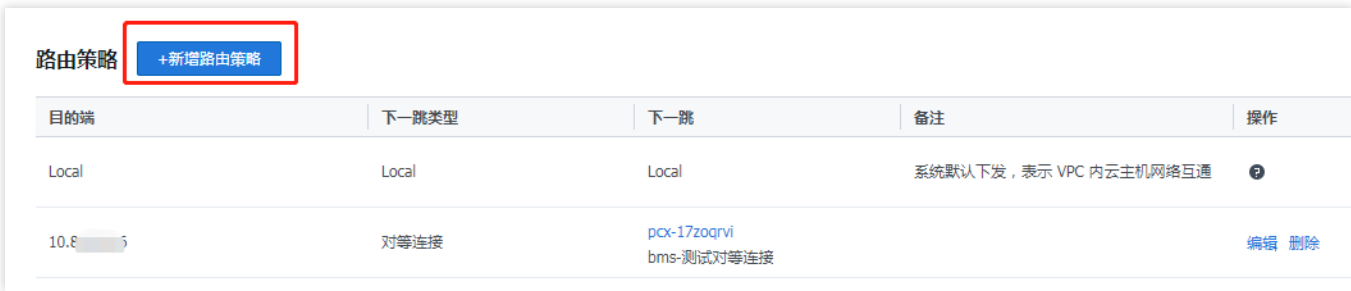 路由策略 +新增路由策略
目的端 下一跳类型 下一跳 备注 操作
Local Local Local 系统默认下发，表示 VPC 内云主机网络互通 ?
10.8 5 对等连接 pcx-17zoqrvi 编辑 删除
bms-测试对等连接